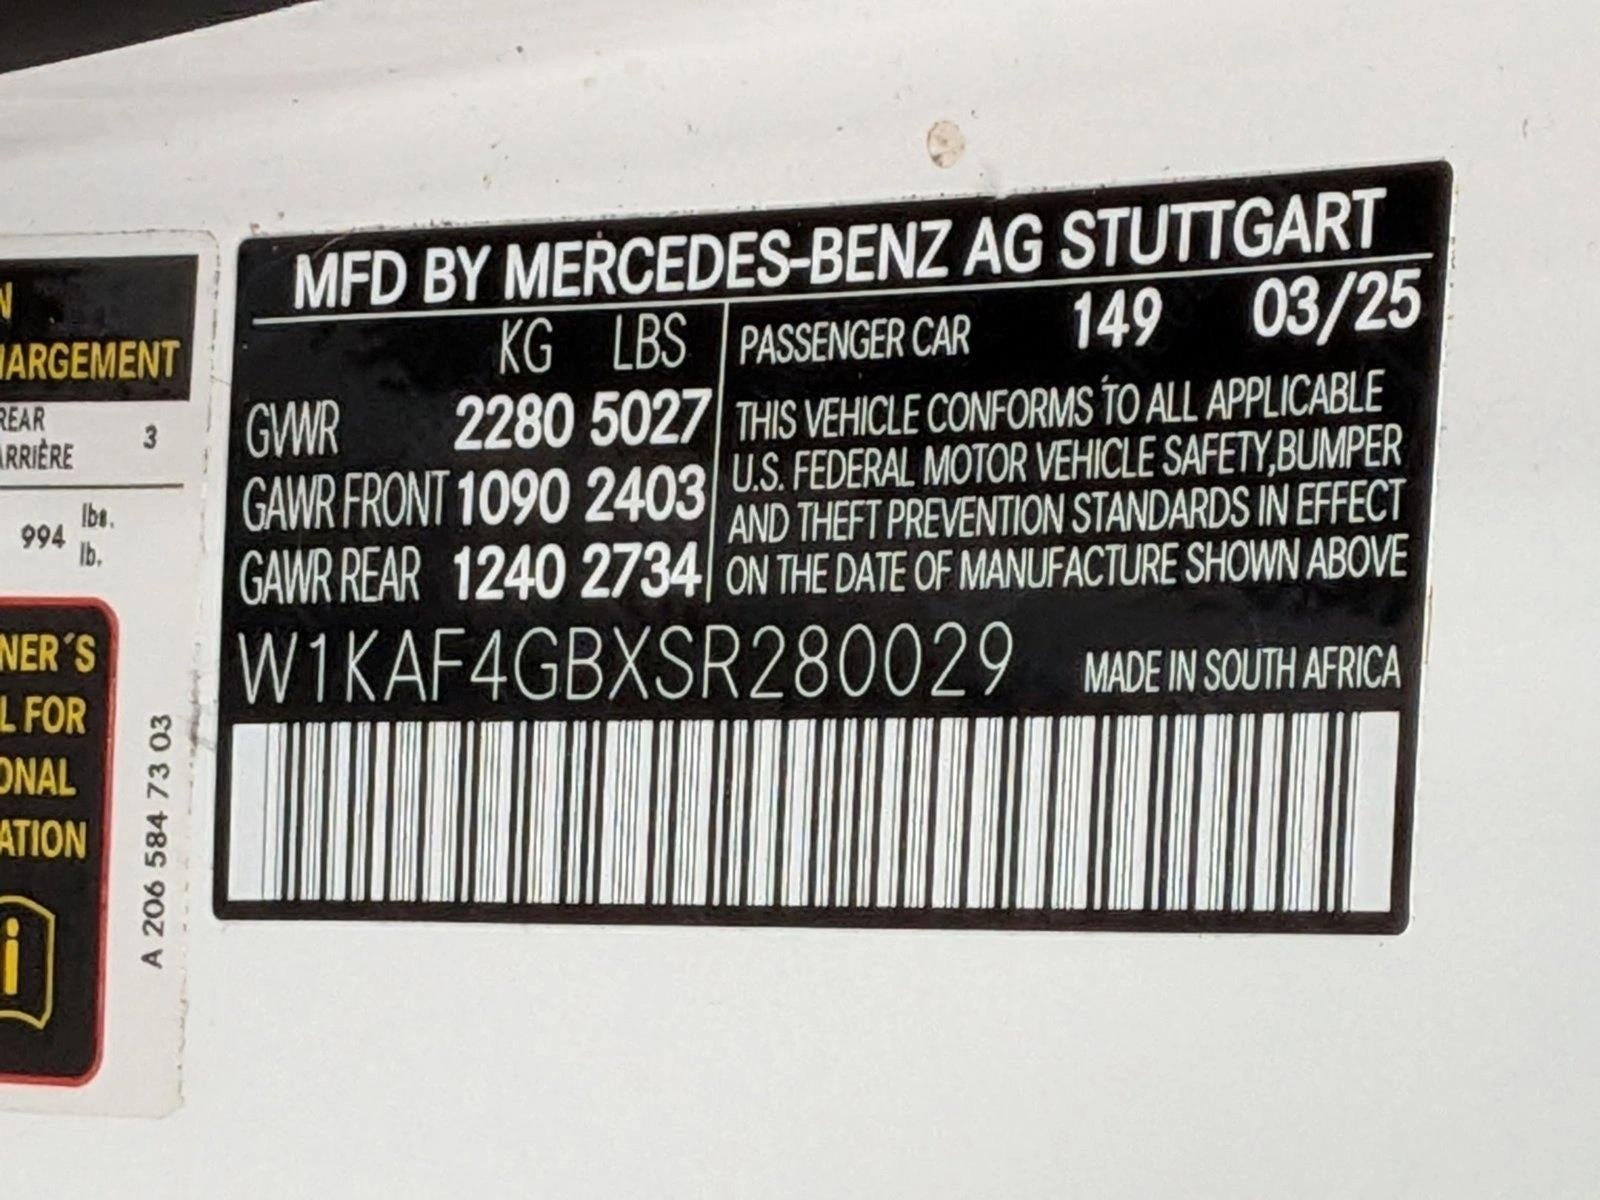 MFD BY MERCEDES-BENZ AG STUTTGART
KG LBS
GVWR 2280 5027
GAWR FRONT 1090 2403
GAWR REAR 1240 2734
PASSENGER CAR 149 03/25
THIS VEHICLE CONFORMS TO ALL APPLICABLE
U.S. FEDERAL MOTOR VEHICLE SAFETY,BUMPER
AND THEFT PREVENTION STANDARDS IN EFFECT
ON THE DATE OF MANUFACTURE SHOWN ABOVE
W1KAF4GBXSR280029 MADE IN SOUTH AFRICA
N
HARGEMENT
REAR 3
ARRIÈRE
994 lbs.
lb.
NER´S
L FOR
ONAL
ATION
i
A 206 584 73 03